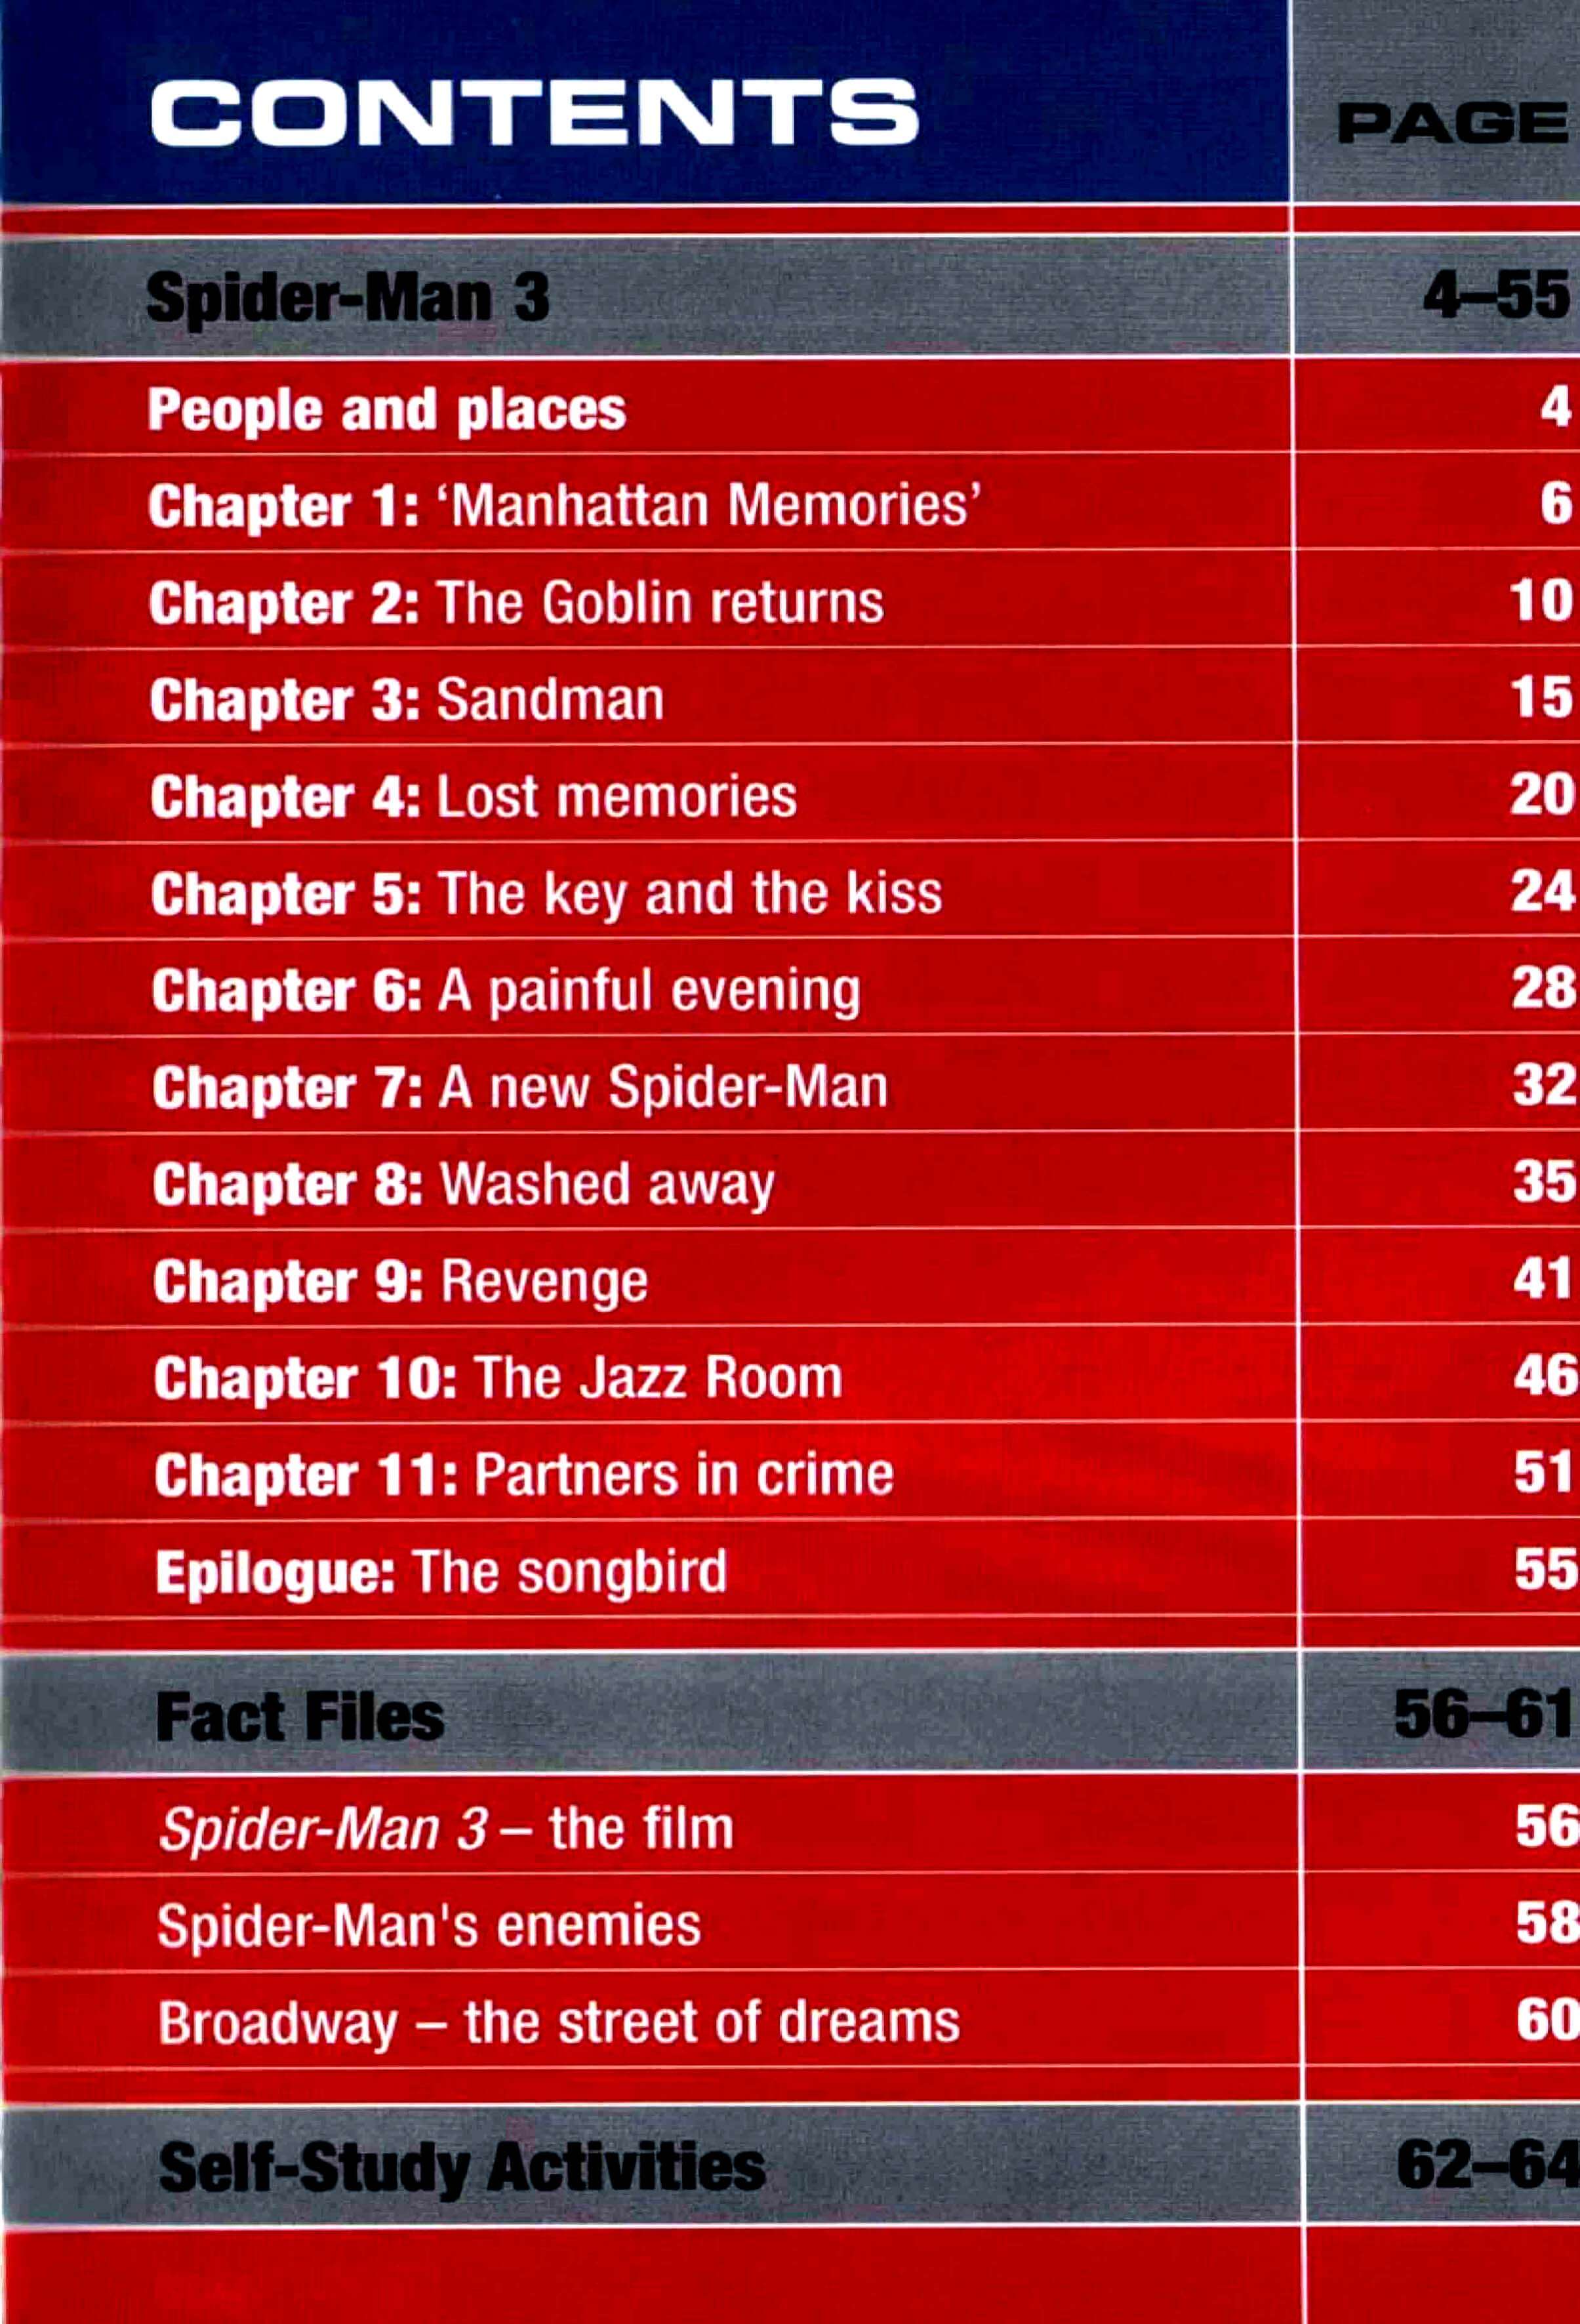 CONTENTS PAGE
Spider-Man 3 4–55
People and places 4
Chapter 1: ‘Manhattan Memories’ 6
Chapter 2: The Goblin returns 10
Chapter 3: Sandman 15
Chapter 4: Lost memories 20
Chapter 5: The key and the kiss 24
Chapter 6: A painful evening 28
Chapter 7: A new Spider-Man 32
Chapter 8: Washed away 35
Chapter 9: Revenge 41
Chapter 10: The Jazz Room 46
Chapter 11: Partners in crime 51
Epilogue: The songbird 55
Fact Files 56–61
Spider-Man 3 – the film 56
Spider-Man's enemies 58
Broadway – the street of dreams 60
Self-Study Activities 62–64